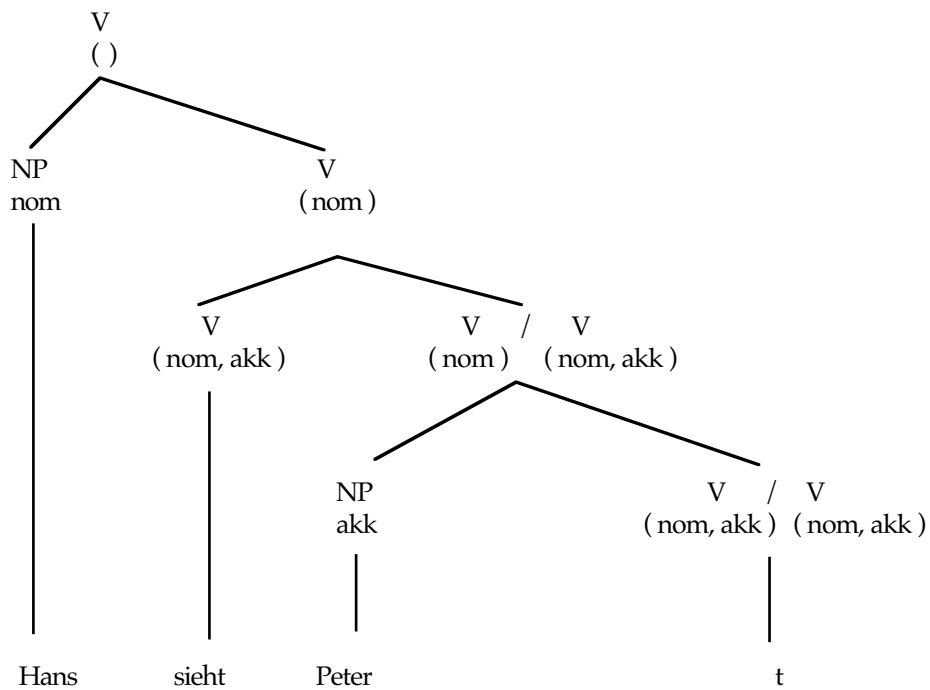 V
( )
NP V
nom ( nom )
V V / V
( nom, akk ) ( nom ) ( nom, akk )
NP V / V
akk ( nom, akk ) ( nom, akk )
Hans sieht Peter t